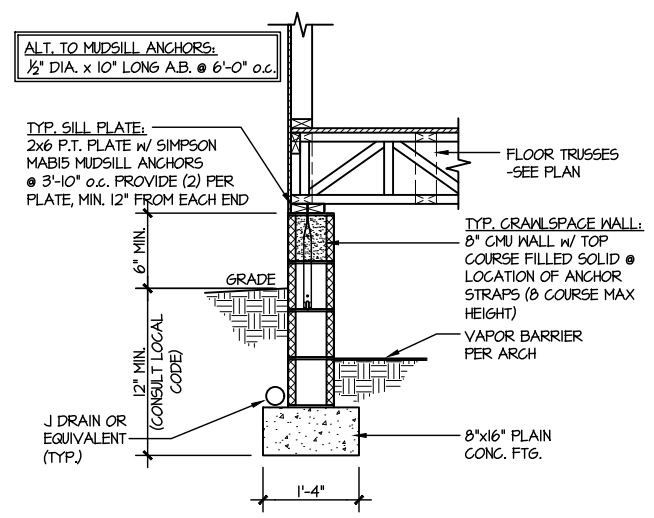 ALT. TO MUDSILL ANCHORS:
½" DIA. x 10" LONG A.B. @ 6'-0" o.c.
TYP. SILL PLATE:
2x6 P.T. PLATE w/ SIMPSON
MAB15 MUDSILL ANCHORS
@ 3'-10" o.c. PROVIDE (2) PER
PLATE, MIN. 12" FROM EACH END
FLOOR TRUSSES
-SEE PLAN
TYP. CRAWLSPACE WALL:
8" CMU WALL w/ TOP
COURSE FILLED SOLID @
LOCATION OF ANCHOR
STRAPS (8 COURSE MAX
HEIGHT)
6" MIN.
GRADE
VAPOR BARRIER
PER ARCH
12" MIN.
(CONSULT LOCAL
CODE)
J DRAIN OR
EQUIVALENT
(TYP.)
8"x16" PLAIN
CONC. FTG.
1'-4"